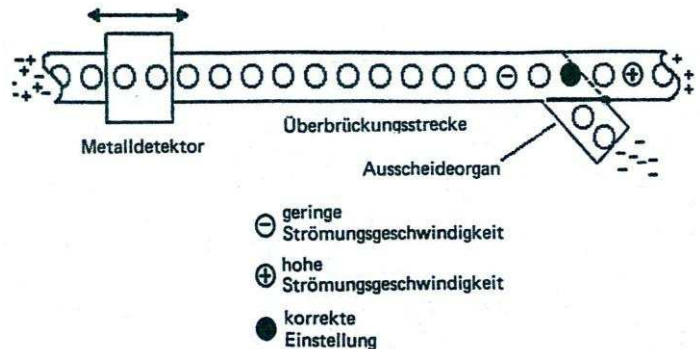 Metalldetektor
Überbrückungsstrecke
Ausscheideorgan
geringe
Strömungsgeschwindigkeit
hohe
Strömungsgeschwindigkeit
korrekte
Einstellung